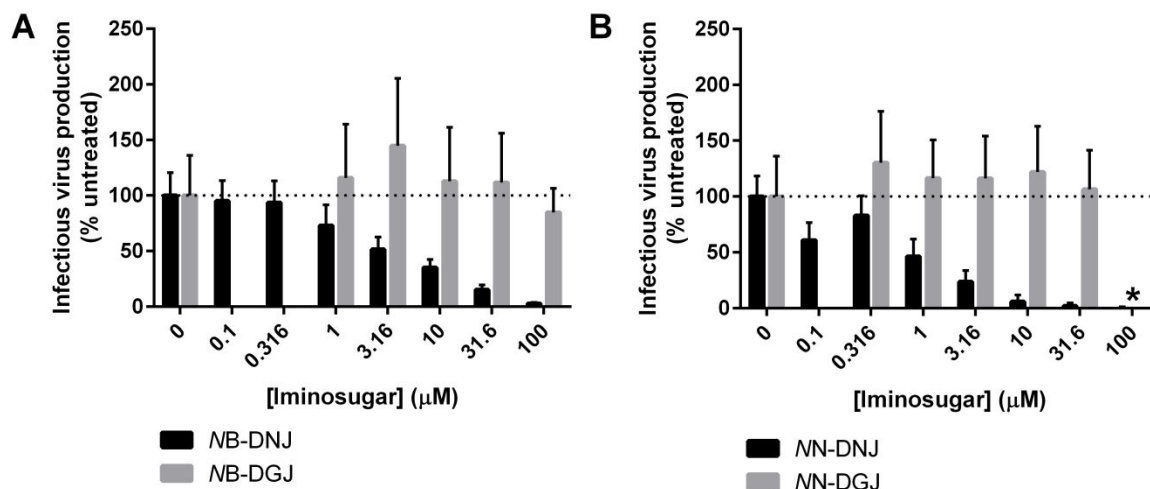 A
Infectious virus production
(% untreated)
250
200
150
100
50
0
0
0.1
0.316
1
3.16
10
31.6
100
[Iminosugar] (μM)
NB-DNJ
NB-DGJ
B
Infectious virus production
(% untreated)
250
200
150
100
50
0
0
0.1
0.316
1
3.16
10
31.6
100
*
[Iminosugar] (μM)
NN-DNJ
NN-DGJ